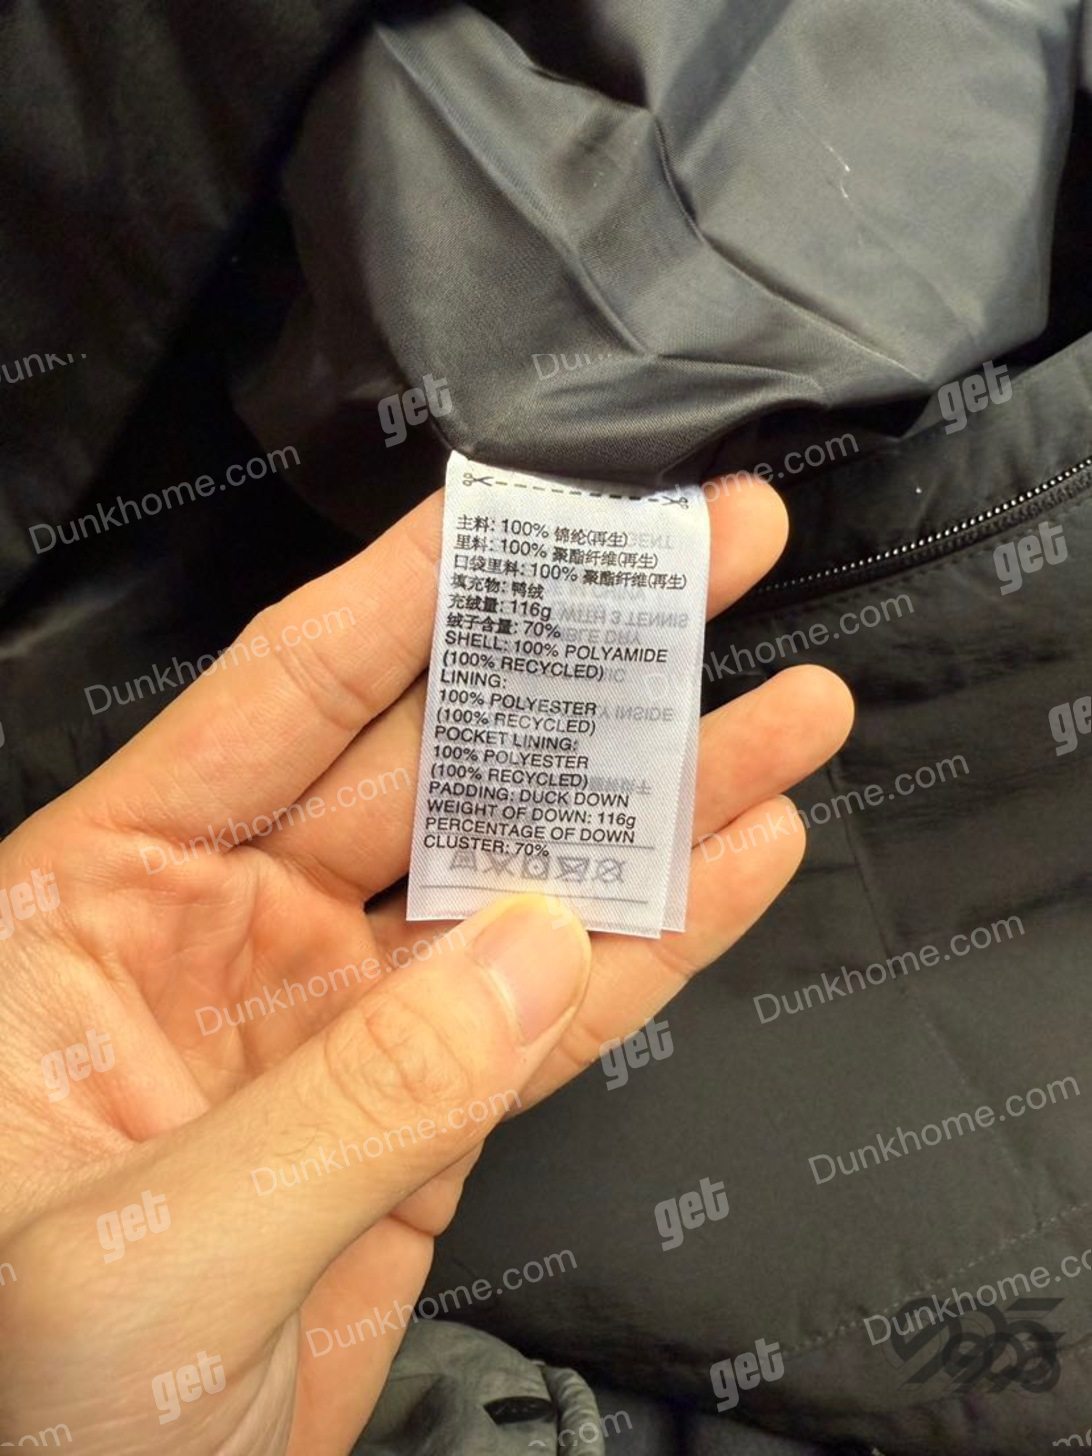 主料: 100% 锦纶(再生)
里料: 100% 聚酯纤维(再生)
口袋里料: 100% 聚酯纤维(再生)
填充物: 鸭绒
充绒量: 116g
绒子含量: 70%
SHELL: 100% POLYAMIDE
(100% RECYCLED)
LINING:
100% POLYESTER
(100% RECYCLED)
POCKET LINING:
100% POLYESTER
(100% RECYCLED)
PADDING: DUCK DOWN
WEIGHT OF DOWN: 116g
PERCENTAGE OF DOWN
CLUSTER: 70%
get
Dunkhome.com